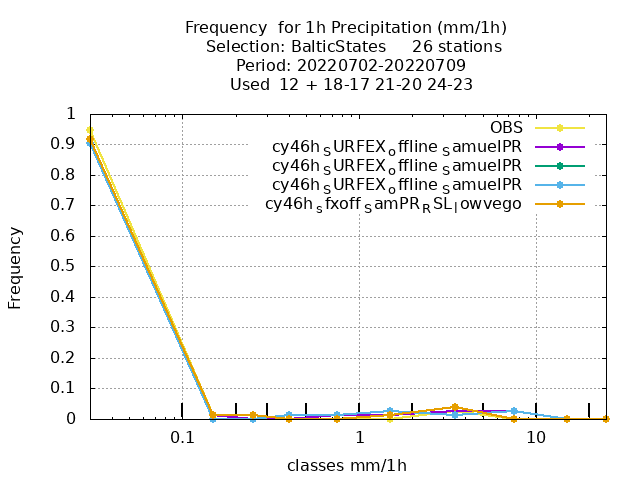 Frequency for 1h Precipitation (mm/1h)
Selection: BalticStates 26 stations
Period: 20220702-20220709
Used 12 + 18-17 21-20 24-23
OBS
cy46h_SURFEX_offline_SamuelPR
cy46h_SURFEX_offline_SamuelPR
cy46h_SURFEX_offline_SamuelPR
cy46h_sfxoff_SamPR_RSL_lowvego
Frequency
1
0.9
0.8
0.7
0.6
0.5
0.4
0.3
0.2
0.1
0
0.1 1 10
classes mm/1h